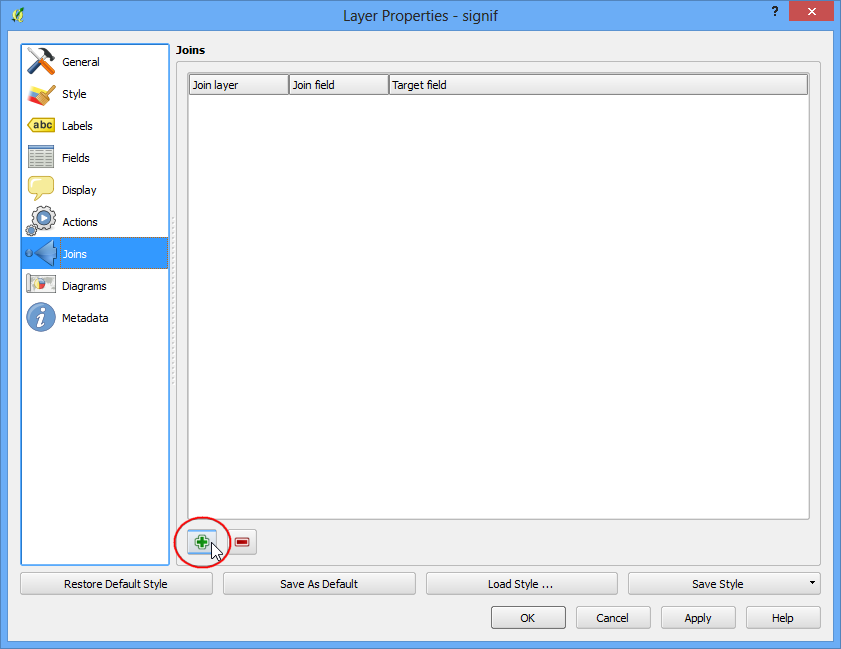 Layer Properties - signif
?
Joins
General
Style
abc Labels
Fields
Display
Actions
Joins
Diagrams
i Metadata
Join layer Join field Target field
Restore Default Style Save As Default Load Style ... Save Style
OK Cancel Apply Help